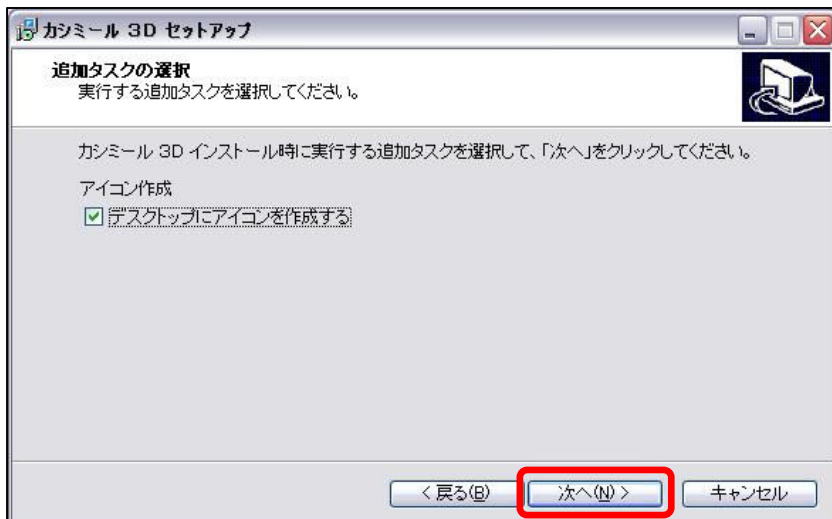 カシミール 3D セットアップ
追加タスクの選択
実行する追加タスクを選択してください。
カシミール 3D インストール時に実行する追加タスクを選択して、「次へ」をクリックしてください。
アイコン作成
デスクトップにアイコンを作成する
< 戻る(B) 次へ(N) > キャンセル